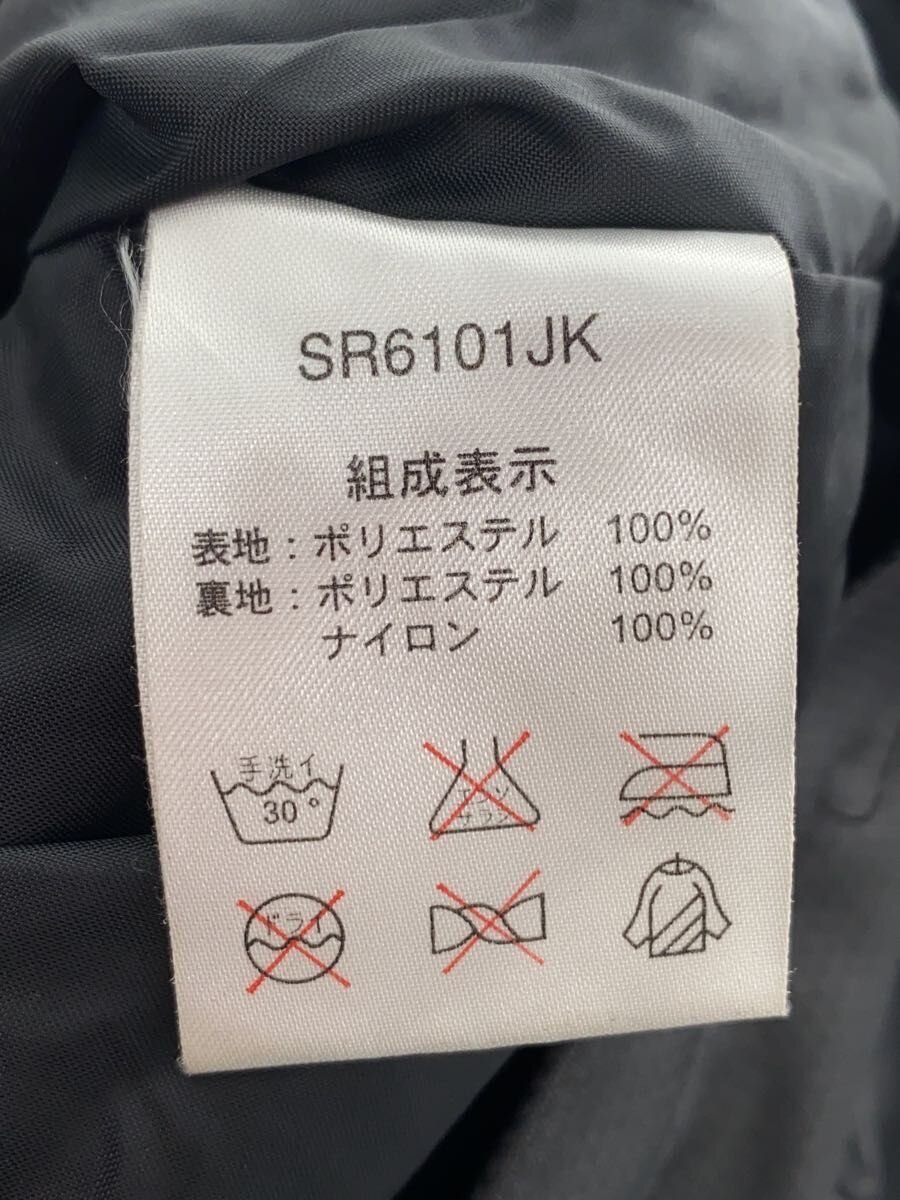 SR6101JK
組成表示
表地：ポリエステル 100%
裏地：ポリエステル 100%
ナイロン 100%
手洗イ
30°
エンソ
サラシ
ドライ